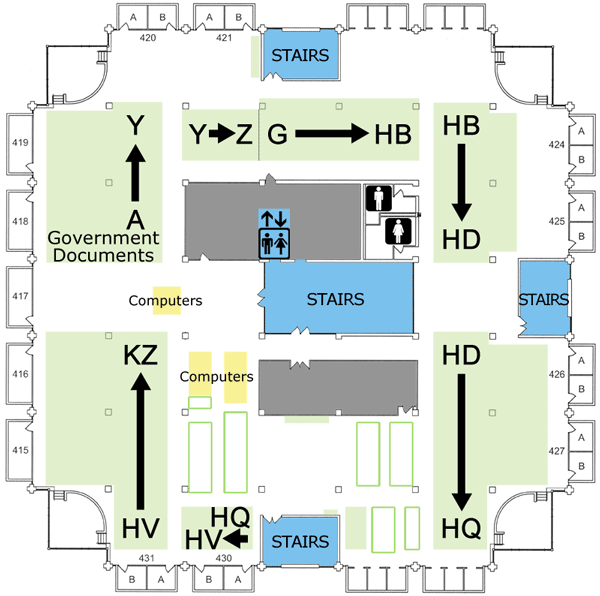 A B A B
420 421
STAIRS
Y Y Z G HB HB
A
B
419 424
418 A
B
425
A HD
Government
Documents
417 Computers STAIRS STAIRS
KZ Computers HD
416 A
B
426
415 A
B
427
HV HQ
HV
STAIRS HQ
431 430
B A B A